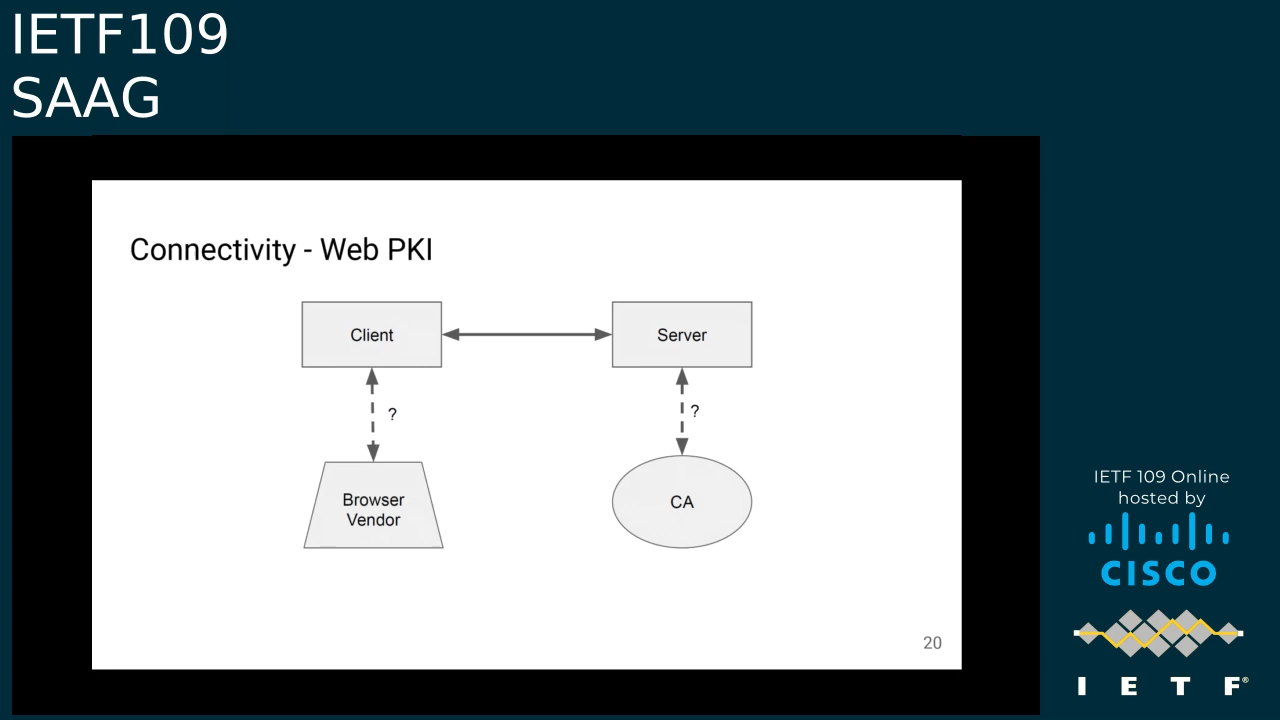 IETF109
SAAG
Connectivity - Web PKI
Client
Server
?
?
Browser
Vendor
CA
20
IETF 109 Online
hosted by
CISCO
I E T F®